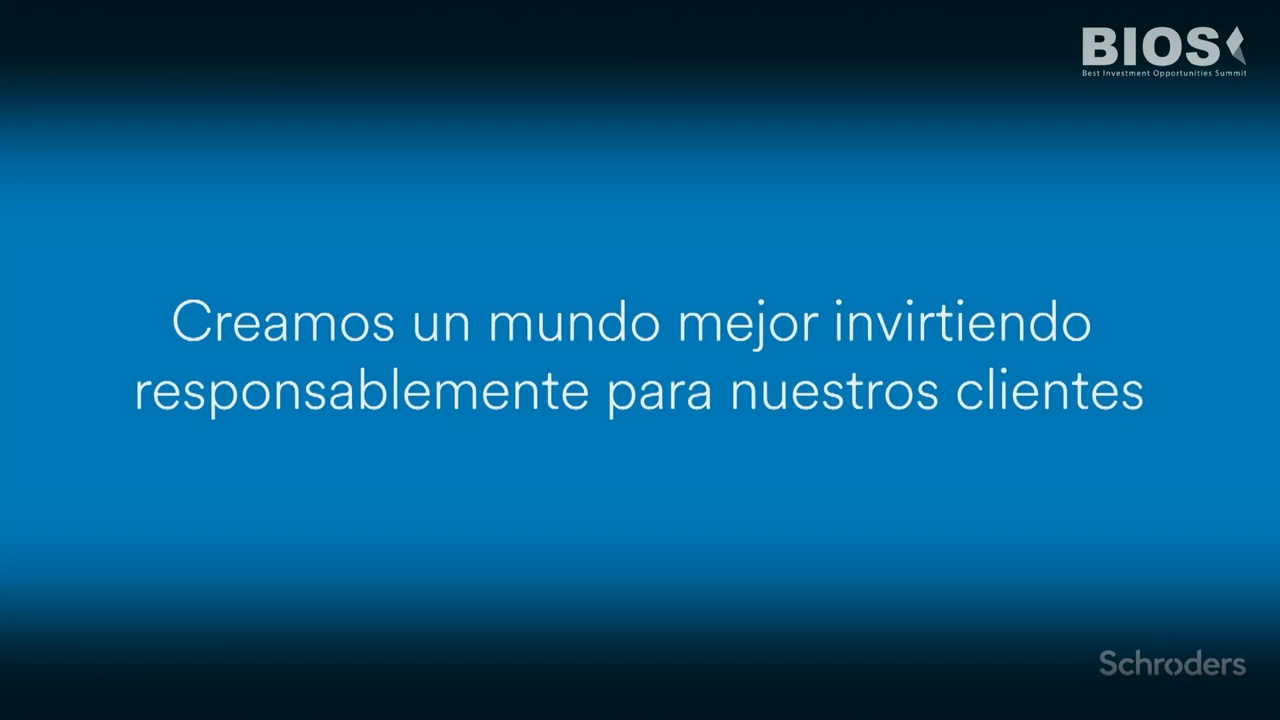 BIOS
Best Investment Opportunities Summit
Creamos un mundo mejor invirtiendo
responsablemente para nuestros clientes
Schroders